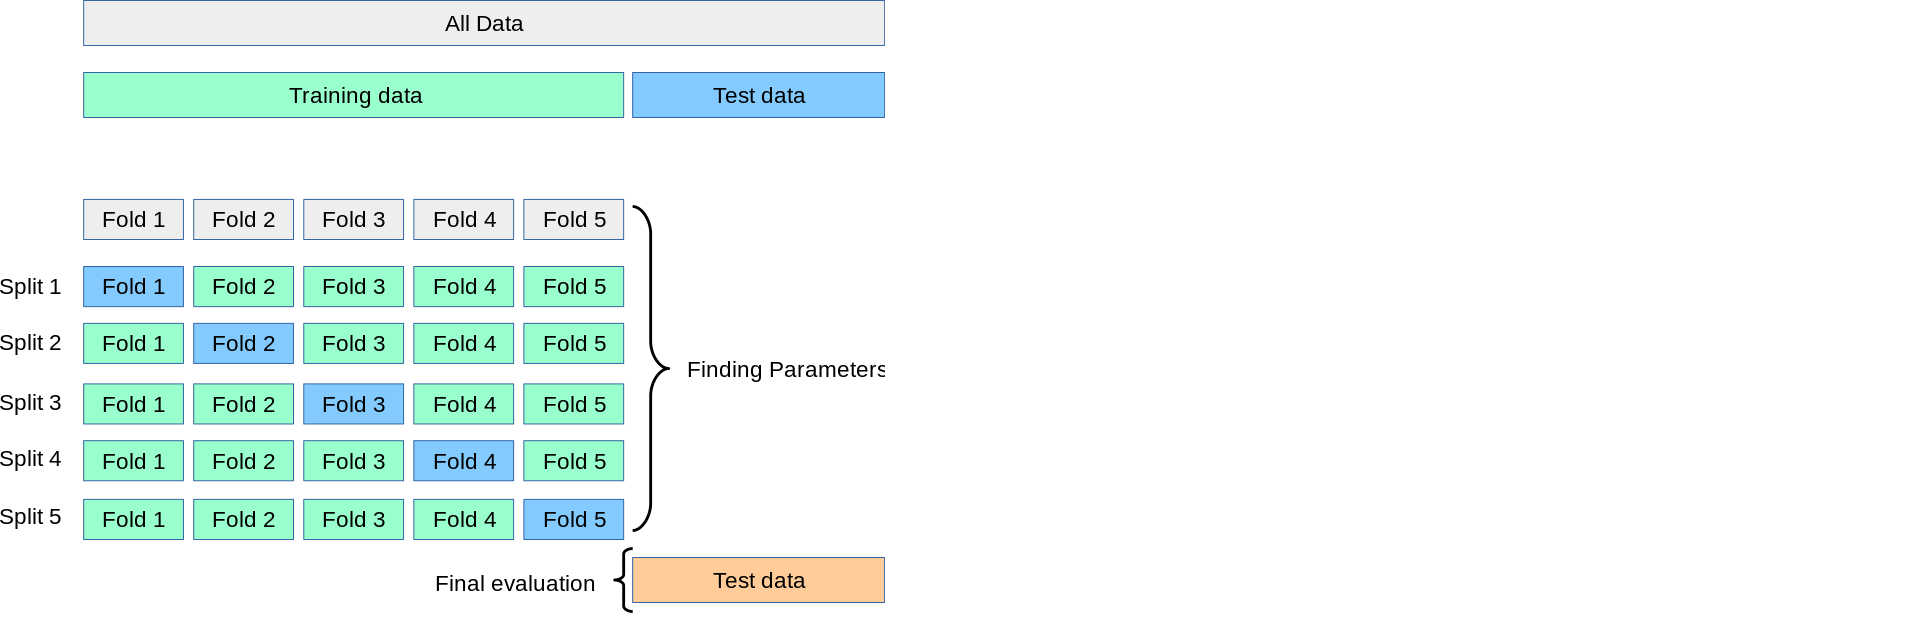 All Data
Training data Test data
Fold 1 Fold 2 Fold 3 Fold 4 Fold 5
Split 1 Fold 1 Fold 2 Fold 3 Fold 4 Fold 5
Split 2 Fold 1 Fold 2 Fold 3 Fold 4 Fold 5
Finding Parameters
Split 3 Fold 1 Fold 2 Fold 3 Fold 4 Fold 5
Split 4 Fold 1 Fold 2 Fold 3 Fold 4 Fold 5
Split 5 Fold 1 Fold 2 Fold 3 Fold 4 Fold 5
Final evaluation Test data